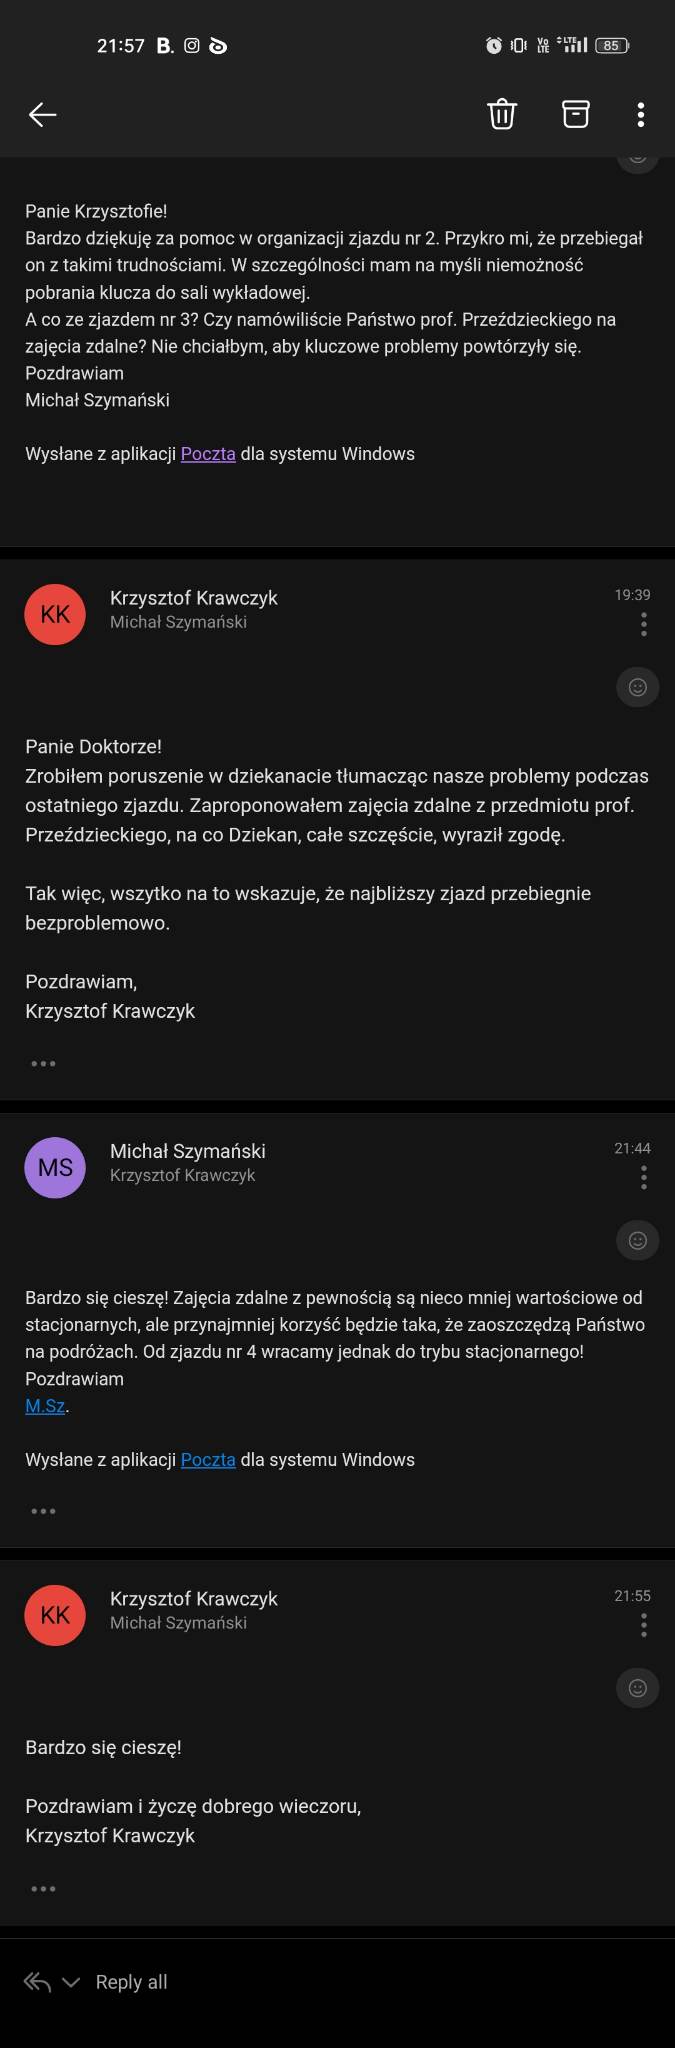 21:57 B. Vo LTE LTE 85
Panie Krzysztofie!
Bardzo dziękuję za pomoc w organizacji zjazdu nr 2. Przykro mi, że przebiegał
on z takimi trudnościami. W szczególności mam na myśli niemożność
pobrania klucza do sali wykładowej.
A co ze zjazdem nr 3? Czy namówiliście Państwo prof. Przeździeckiego na
zajęcia zdalne? Nie chciałbym, aby kluczowe problemy powtórzyły się.
Pozdrawiam
Michał Szymański
Wysłane z aplikacji Poczta dla systemu Windows
KK
Krzysztof Krawczyk
19:39
Michał Szymański
Panie Doktorze!
Zrobiłem poruszenie w dziekanacie tłumacząc nasze problemy podczas
ostatniego zjazdu. Zaproponowałem zajęcia zdalne z przedmiotu prof.
Przeździeckiego, na co Dziekan, całe szczęście, wyraził zgodę.
Tak więc, wszytko na to wskazuje, że najbliższy zjazd przebiegnie
bezproblemowo.
Pozdrawiam,
Krzysztof Krawczyk
MS
Michał Szymański
21:44
Krzysztof Krawczyk
Bardzo się cieszę! Zajęcia zdalne z pewnością są nieco mniej wartościowe od
stacjonarnych, ale przynajmniej korzyść będzie taka, że zaoszczędzą Państwo
na podróżach. Od zjazdu nr 4 wracamy jednak do trybu stacjonarnego!
Pozdrawiam
M.Sz.
Wysłane z aplikacji Poczta dla systemu Windows
KK
Krzysztof Krawczyk
21:55
Michał Szymański
Bardzo się cieszę!
Pozdrawiam i życzę dobrego wieczoru,
Krzysztof Krawczyk
Reply all